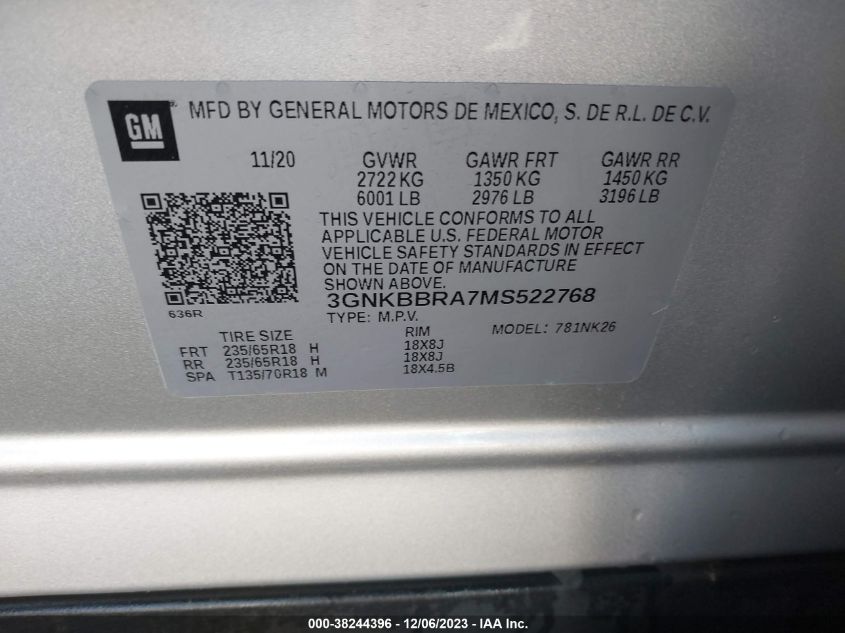 GM
MFD BY GENERAL MOTORS DE MEXICO, S. DE R.L. DE C.V.
11/20 GVWR GAWR FRT GAWR RR
2722 KG 1350 KG 1450 KG
6001 LB 2976 LB 3196 LB
THIS VEHICLE CONFORMS TO ALL
APPLICABLE U.S. FEDERAL MOTOR
VEHICLE SAFETY STANDARDS IN EFFECT
ON THE DATE OF MANUFACTURE
SHOWN ABOVE.
3GNKBBRA7MS522768
636R
TYPE: M.P.V. MODEL: 781NK26
TIRE SIZE RIM
FRT 235/65R18 H 18X8J
RR 235/65R18 H 18X8J
SPA T135/70R18 M 18X4.5B
000-38244396 - 12/06/2023 - IAA Inc.